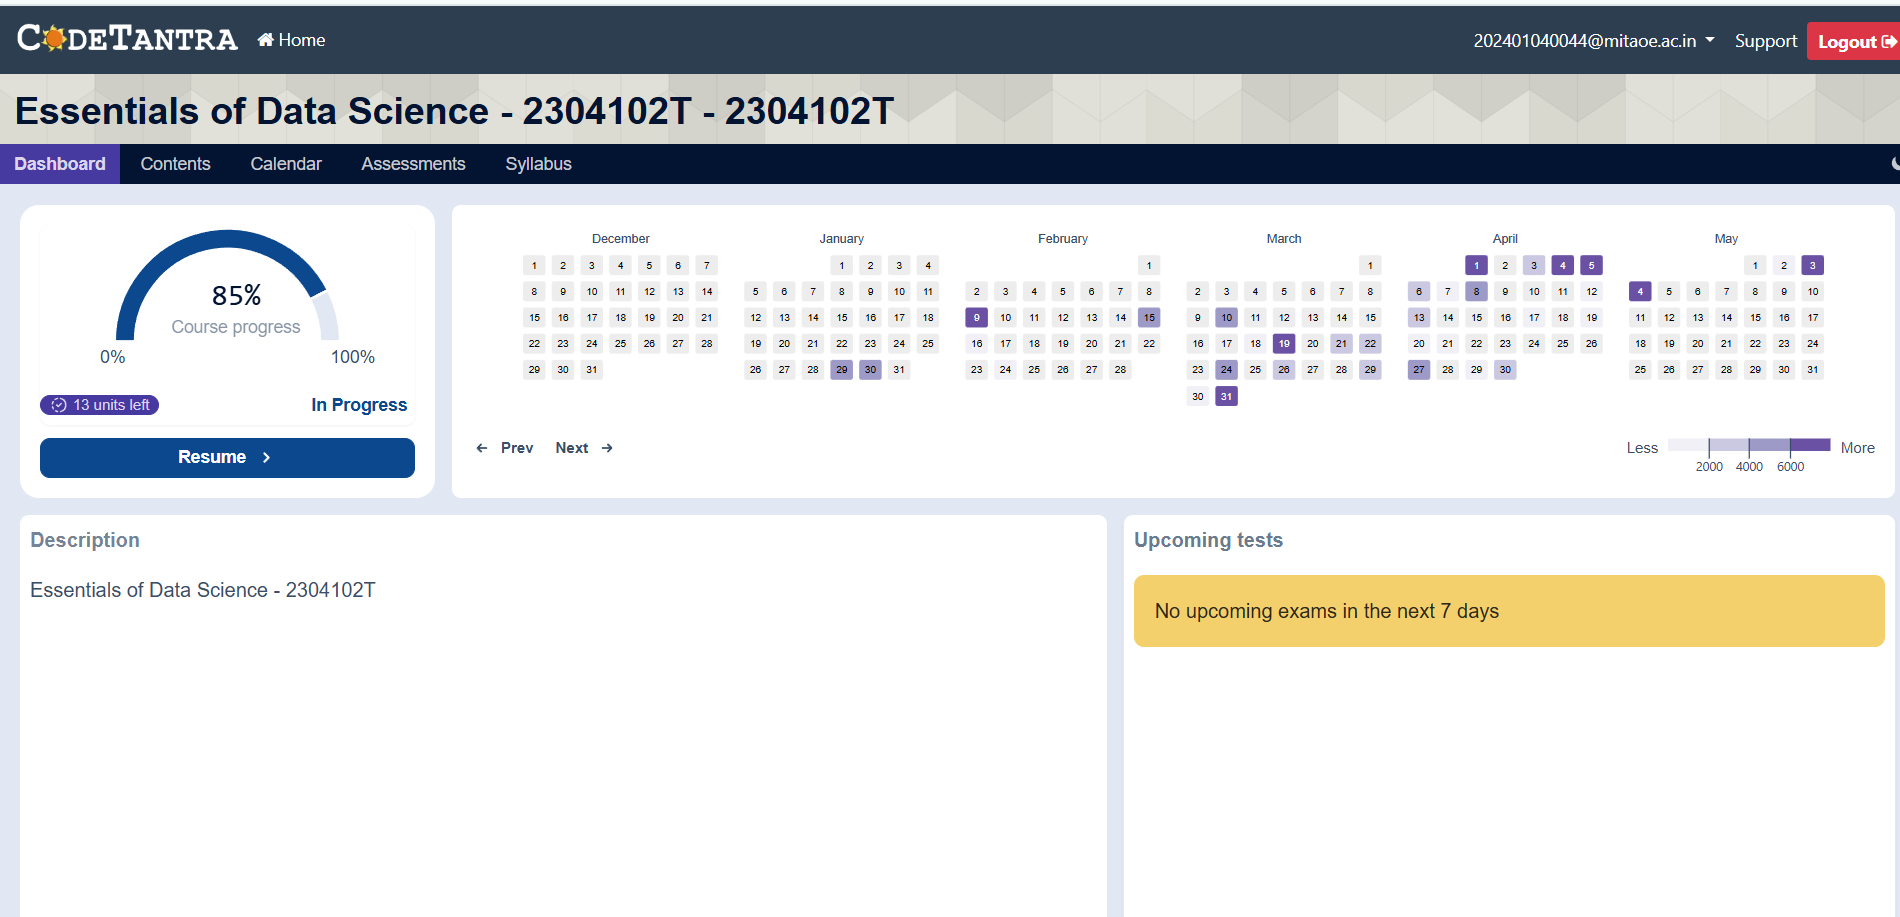 CODETANTRA Home 202401040044@mitaoe.ac.in Support Logout
Essentials of Data Science - 2304102T - 2304102T
Dashboard Contents Calendar Assessments Syllabus
85%
Course progress
0% 100%
13 units left In Progress
Resume
December
1 2 3 4 5 6 7
8 9 10 11 12 13 14
15 16 17 18 19 20 21
22 23 24 25 26 27 28
29 30 31
January
1 2 3 4
5 6 7 8 9 10 11
12 13 14 15 16 17 18
19 20 21 22 23 24 25
26 27 28 29 30 31
February
1
2 3 4 5 6 7 8
9 10 11 12 13 14 15
16 17 18 19 20 21 22
23 24 25 26 27 28
March
1
2 3 4 5 6 7 8
9 10 11 12 13 14 15
16 17 18 19 20 21 22
23 24 25 26 27 28 29
30 31
April
1 2 3 4 5
6 7 8 9 10 11 12
13 14 15 16 17 18 19
20 21 22 23 24 25 26
27 28 29 30
May
1 2 3
4 5 6 7 8 9 10
11 12 13 14 15 16 17
18 19 20 21 22 23 24
25 26 27 28 29 30 31
Prev Next
Less More
2000 4000 6000
Description
Essentials of Data Science - 2304102T
Upcoming tests
No upcoming exams in the next 7 days